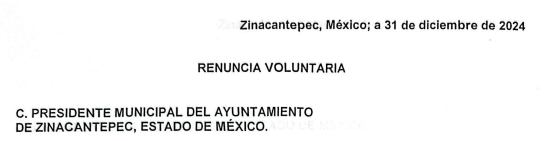 Zinacantepec, México; a 31 de diciembre de 2024
RENUNCIA VOLUNTARIA
C. PRESIDENTE MUNICIPAL DEL AYUNTAMIENTO
DE ZINACANTEPEC, ESTADO DE MÉXICO.